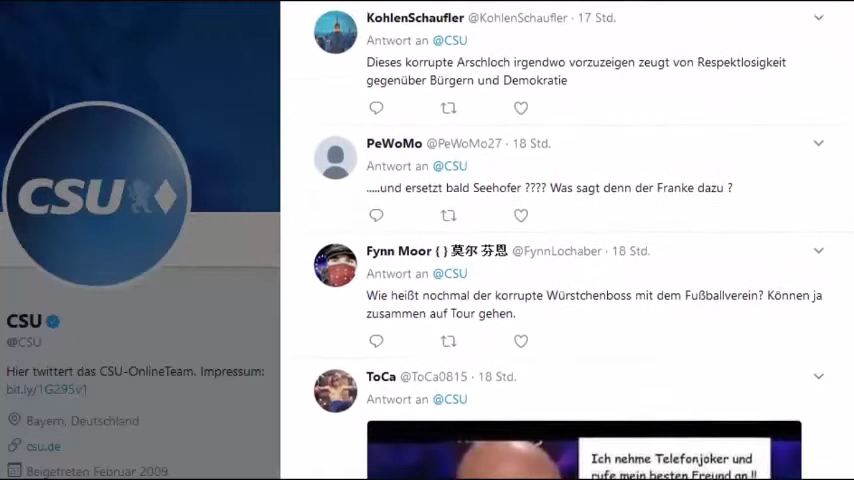 CSU
CSU
@CSU
Hier twittert das CSU-OnlineTeam. Impressum:
bit.ly/1G295v1
Bayern, Deutschland
csu.de
Beigetreten Februar 2009
KohlenSchaufler @KohlenSchaufler · 17 Std.
Antwort an @CSU
Dieses korrupte Arschloch irgendwo vorzuzeigen zeugt von Respektlosigkeit
gegenüber Bürgern und Demokratie
PeWoMo @PeWoMo27 · 18 Std.
Antwort an @CSU
.....und ersetzt bald Seehofer ???? Was sagt denn der Franke dazu ?
Fynn Moor { } 莫尔 芬恩 @FynnLochaber · 18 Std.
Antwort an @CSU
Wie heißt nochmal der korrupte Würstchenboss mit dem Fußballverein? Können ja
zusammen auf Tour gehen.
ToCa @ToCa0815 · 18 Std.
Antwort an @CSU
Ich nehme Telefonjoker und
rufe mein besten Freund an !!